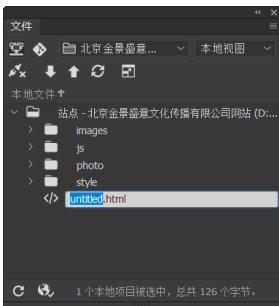 文件
北京金景盛意... 本地视图
本地文件
站点 - 北京金景盛意文化传播有限公司网站 (D:...
images
js
photo
style
untitled.html
1 个本地项目被选中，总共 126 个字节。